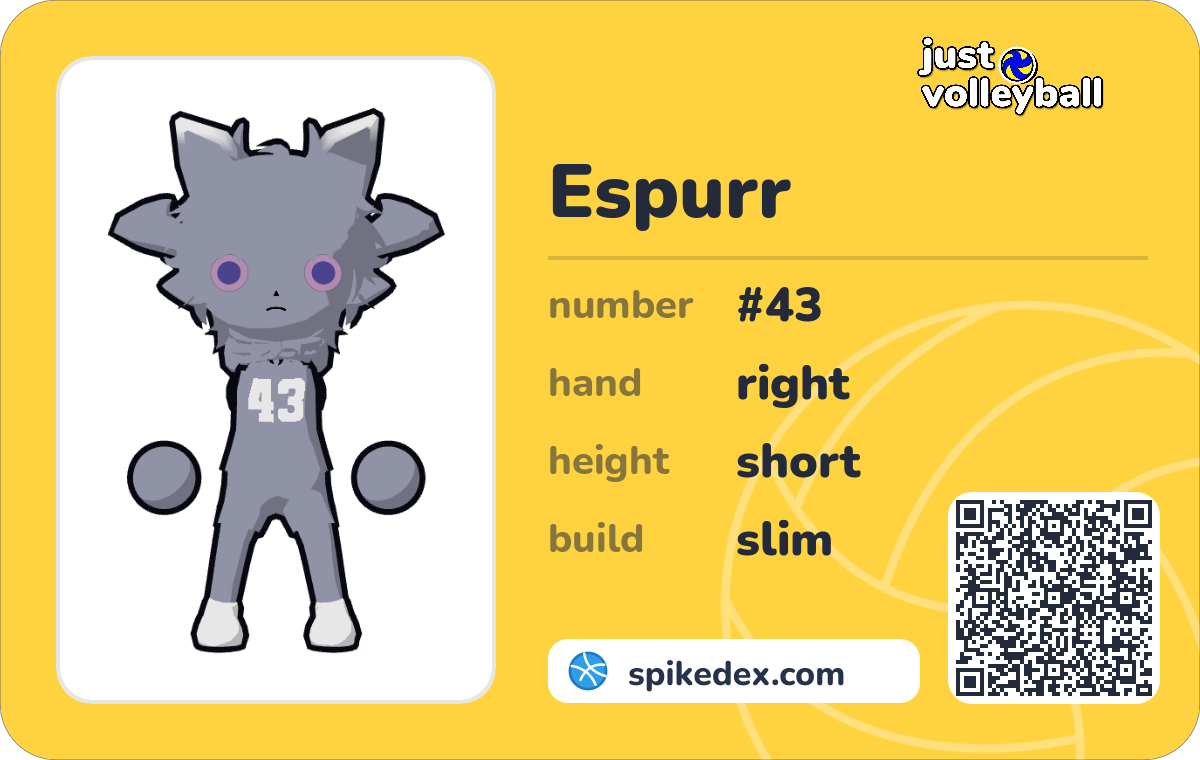 just
volleyball
Espurr
number #43
hand right
height short
build slim
43
spikedex.com